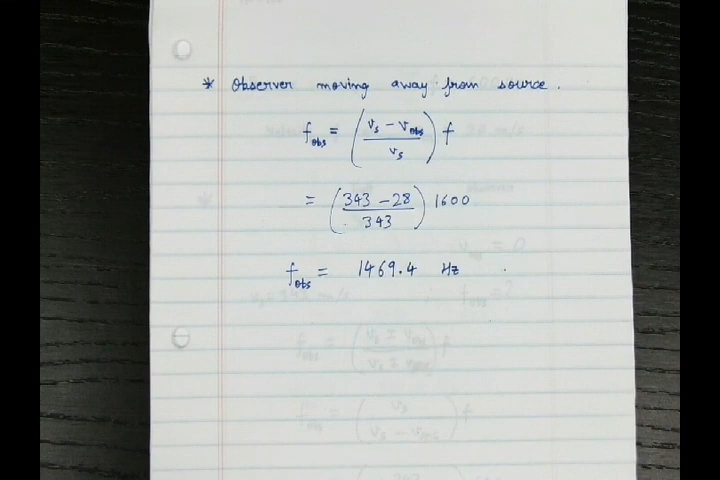 * Observer moving away from source.
f_obs = ( (v_s - v_obs) / v_s ) f
= ( (343 - 28) / 343 ) 1600
f_obs = 1469.4 Hz